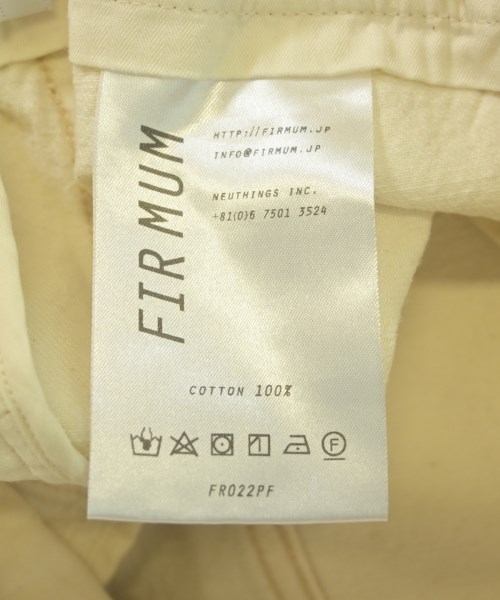 FIRMUM
HTTP://FIRMUM.JP
INFO@FIRMUM.JP
NEUTHINGS INC.
+81(0)6 7501 3524
COTTON 100%
F
FR022PF